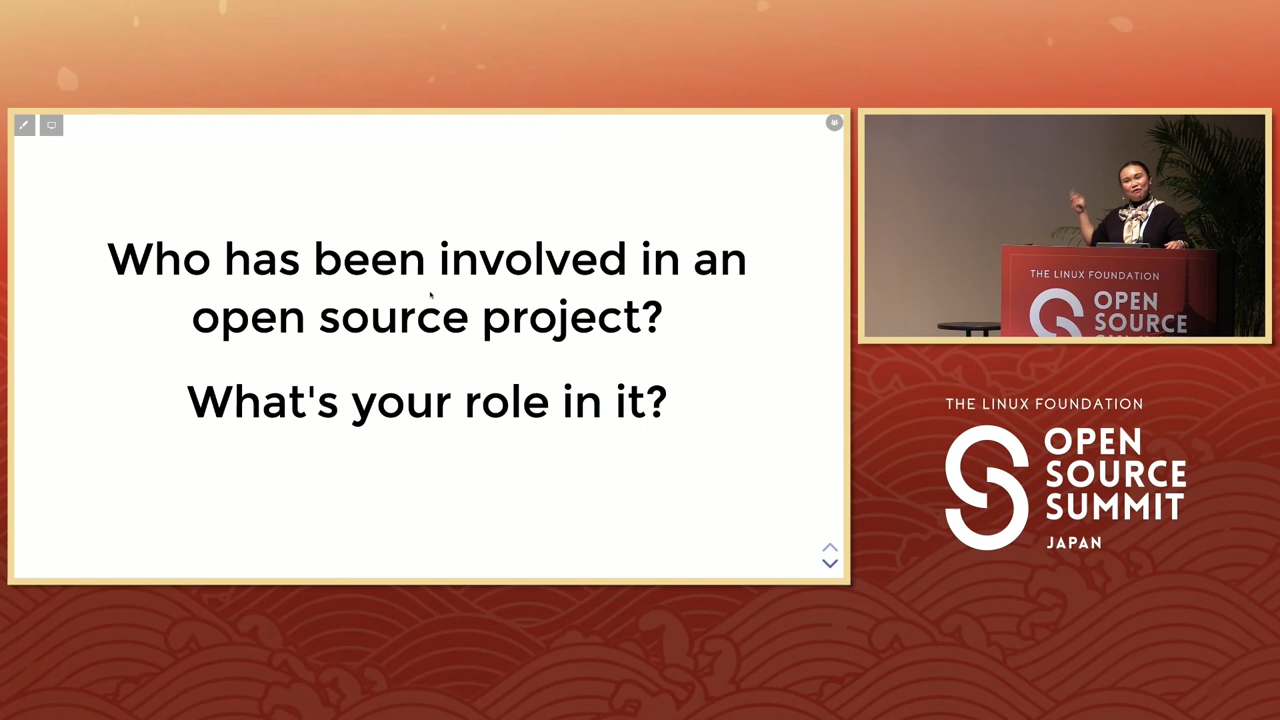 Who has been involved in an
open source project?
What's your role in it?
THE LINUX FOUNDATION
OPEN
SOURCE
THE LINUX FOUNDATION
OPEN
SOURCE
SUMMIT
JAPAN